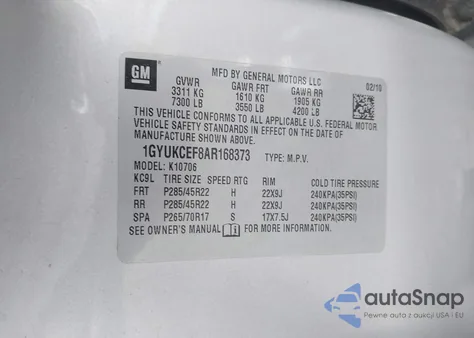 GM
MFD BY GENERAL MOTORS LLC
02/10
GVWR GAWR FRT GAWR RR
3311 KG 1610 KG 1905 KG
7300 LB 3550 LB 4200 LB
THIS VEHICLE CONFORMS TO ALL APPLICABLE U.S. FEDERAL MOTOR
VEHICLE SAFETY STANDARDS IN EFFECT ON THE DATE OF
MANUFACTURE SHOWN ABOVE.
1GYUKCEF8AR168373 TYPE: M.P.V.
MODEL: K10706
KC9L TIRE SIZE SPEED RTG RIM COLD TIRE PRESSURE
FRT P285/45R22 H 22X9J 240KPA(35PSI)
RR P285/45R22 H 22X9J 240KPA(35PSI)
SPA P265/70R17 S 17X7.5J 240KPA(35PSI)
SEE OWNER'S MANUAL FOR MORE INFORMATION.
autoSnap
Pewne auta z aukcji USA i EU